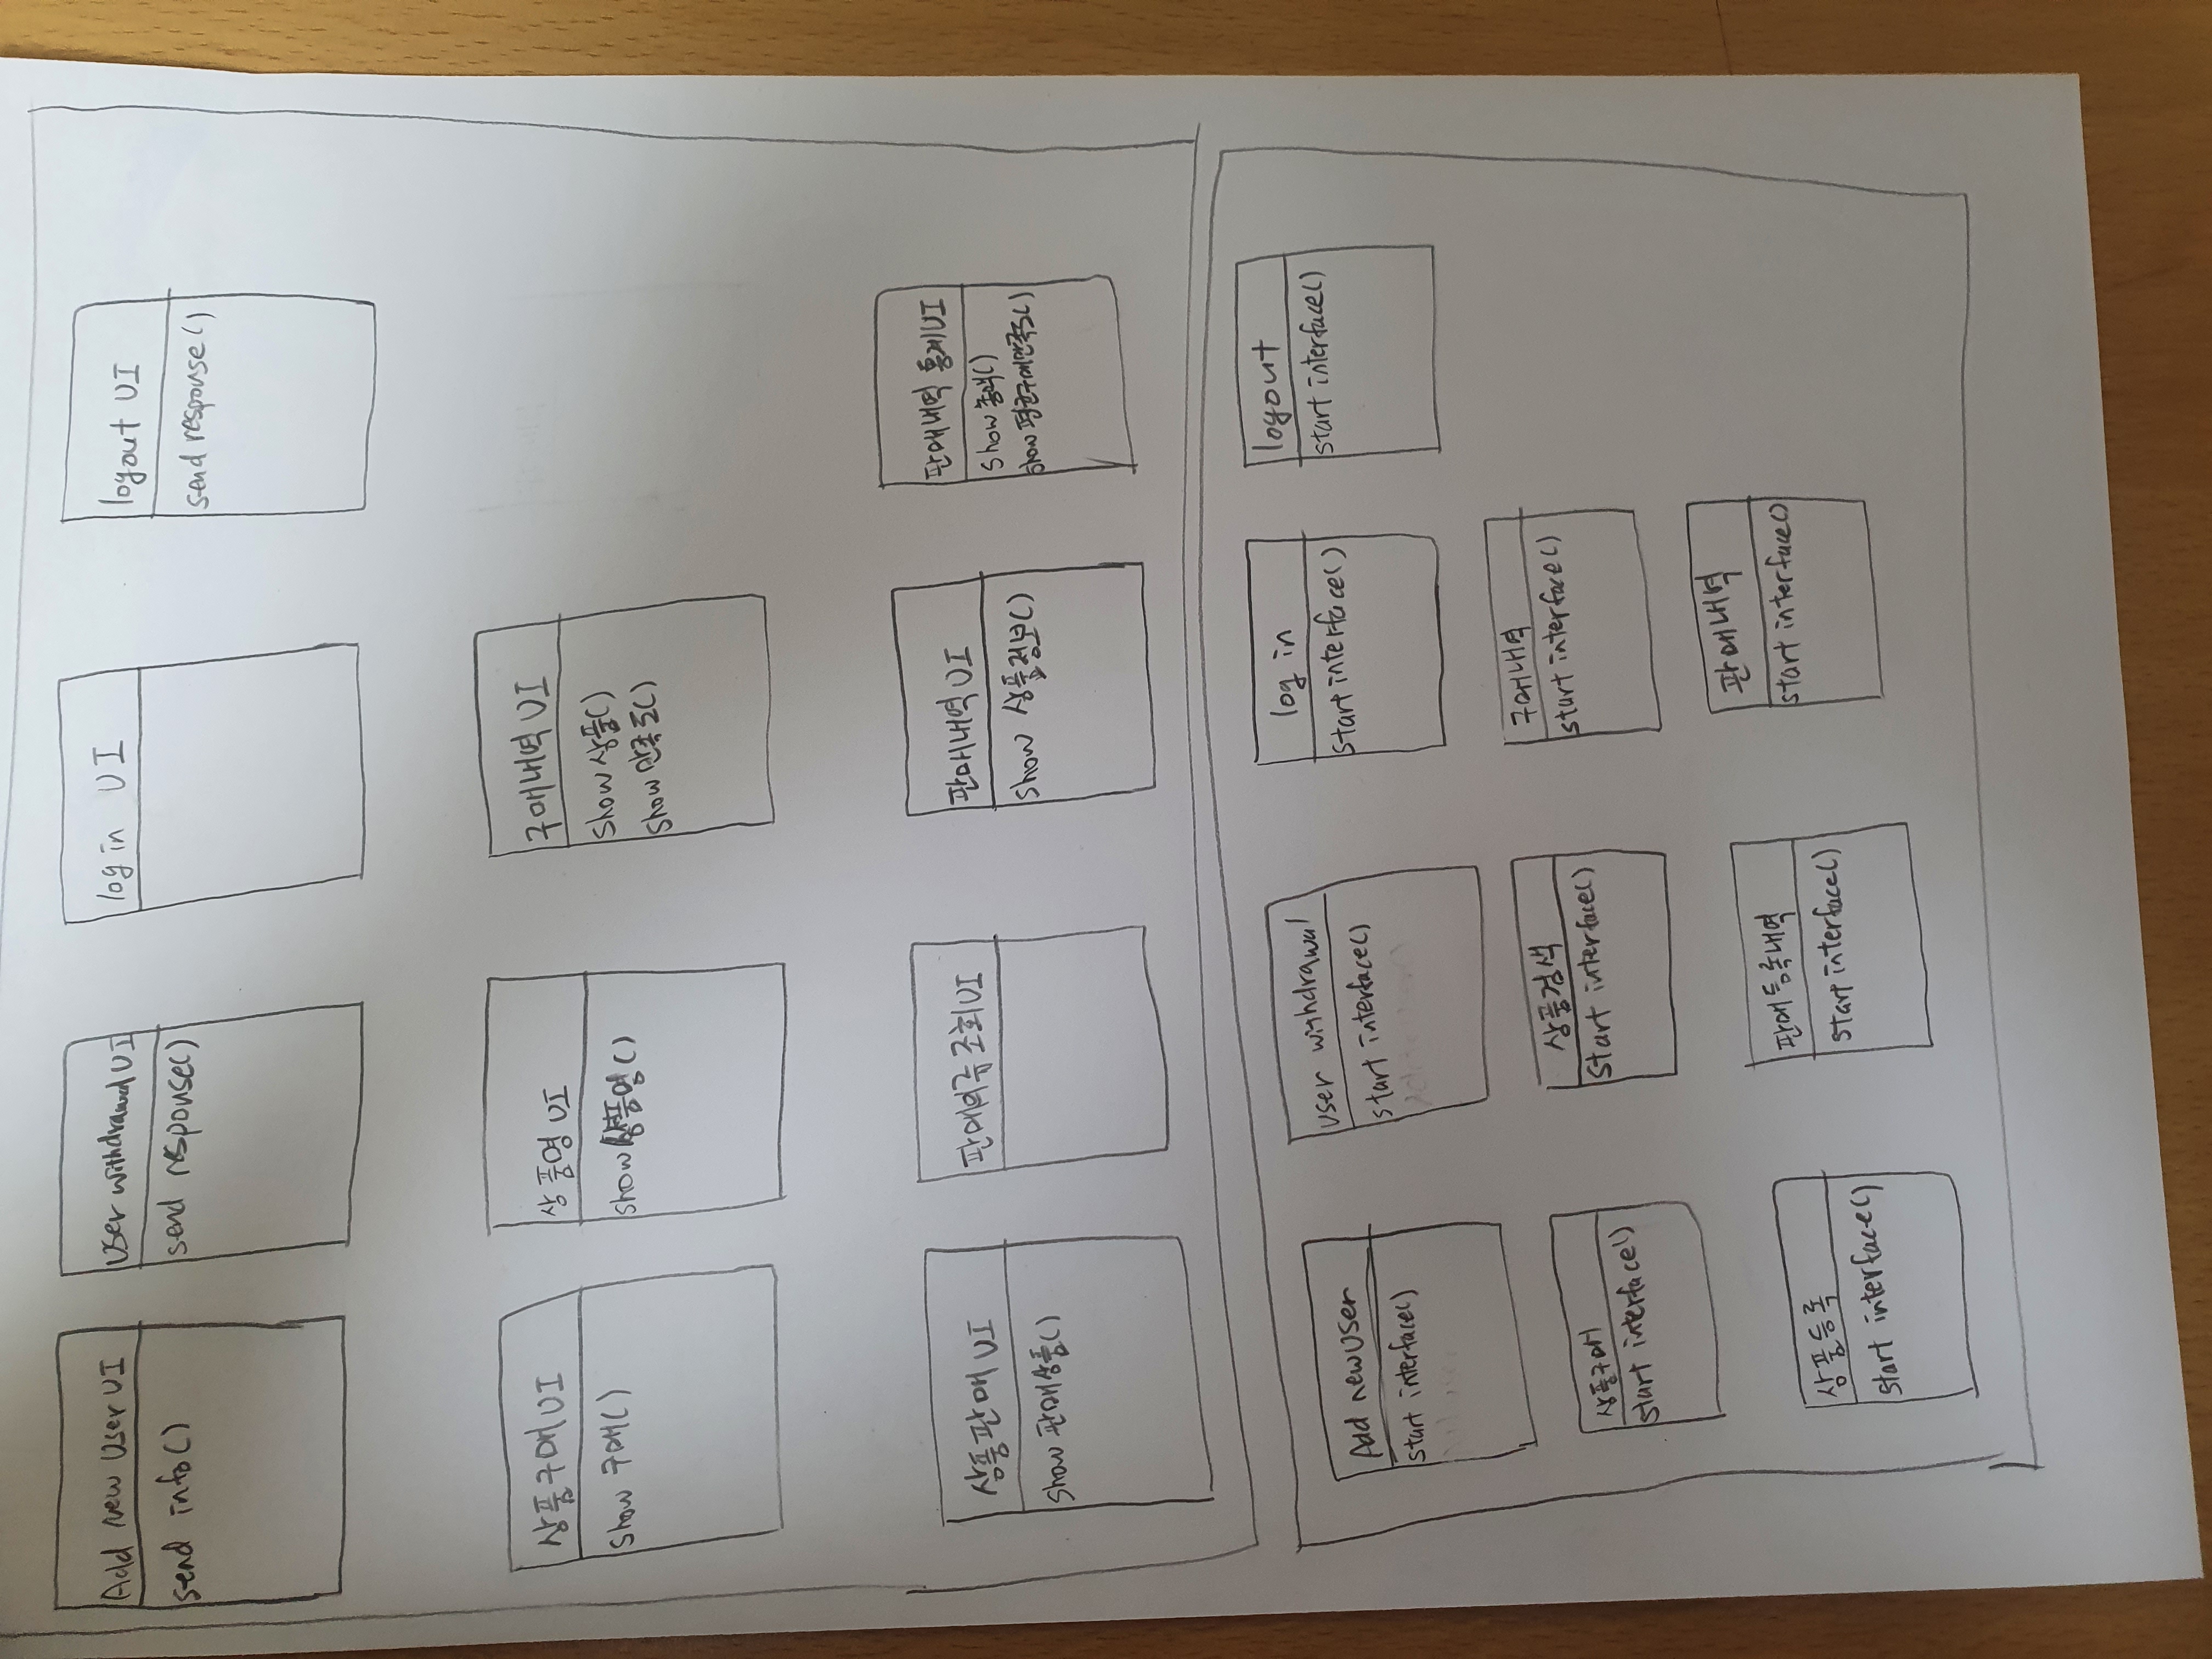 Add new User UI
send info()
User withdrawal UI
send response()
log in UI
logout UI
send response()
상품구매 UI
show 구매()
상품명 UI
show 상품명()
구매내역 UI
show 상품()
show 만족도()
상품판매 UI
show 판매상품()
판매의류 조회 UI
판매내역 UI
show 상품정보()
판매내역 통계 UI
show 총액()
show 평균구매만족도()
Add new User
start interface()
User withdrawal
start interface()
log in
start interface()
logout
start interface()
상품구매
start interface()
상품검색
start interface()
구매내역
start interface()
상품등록
start interface()
판매등록내역
start interface()
판매내역
start interface()